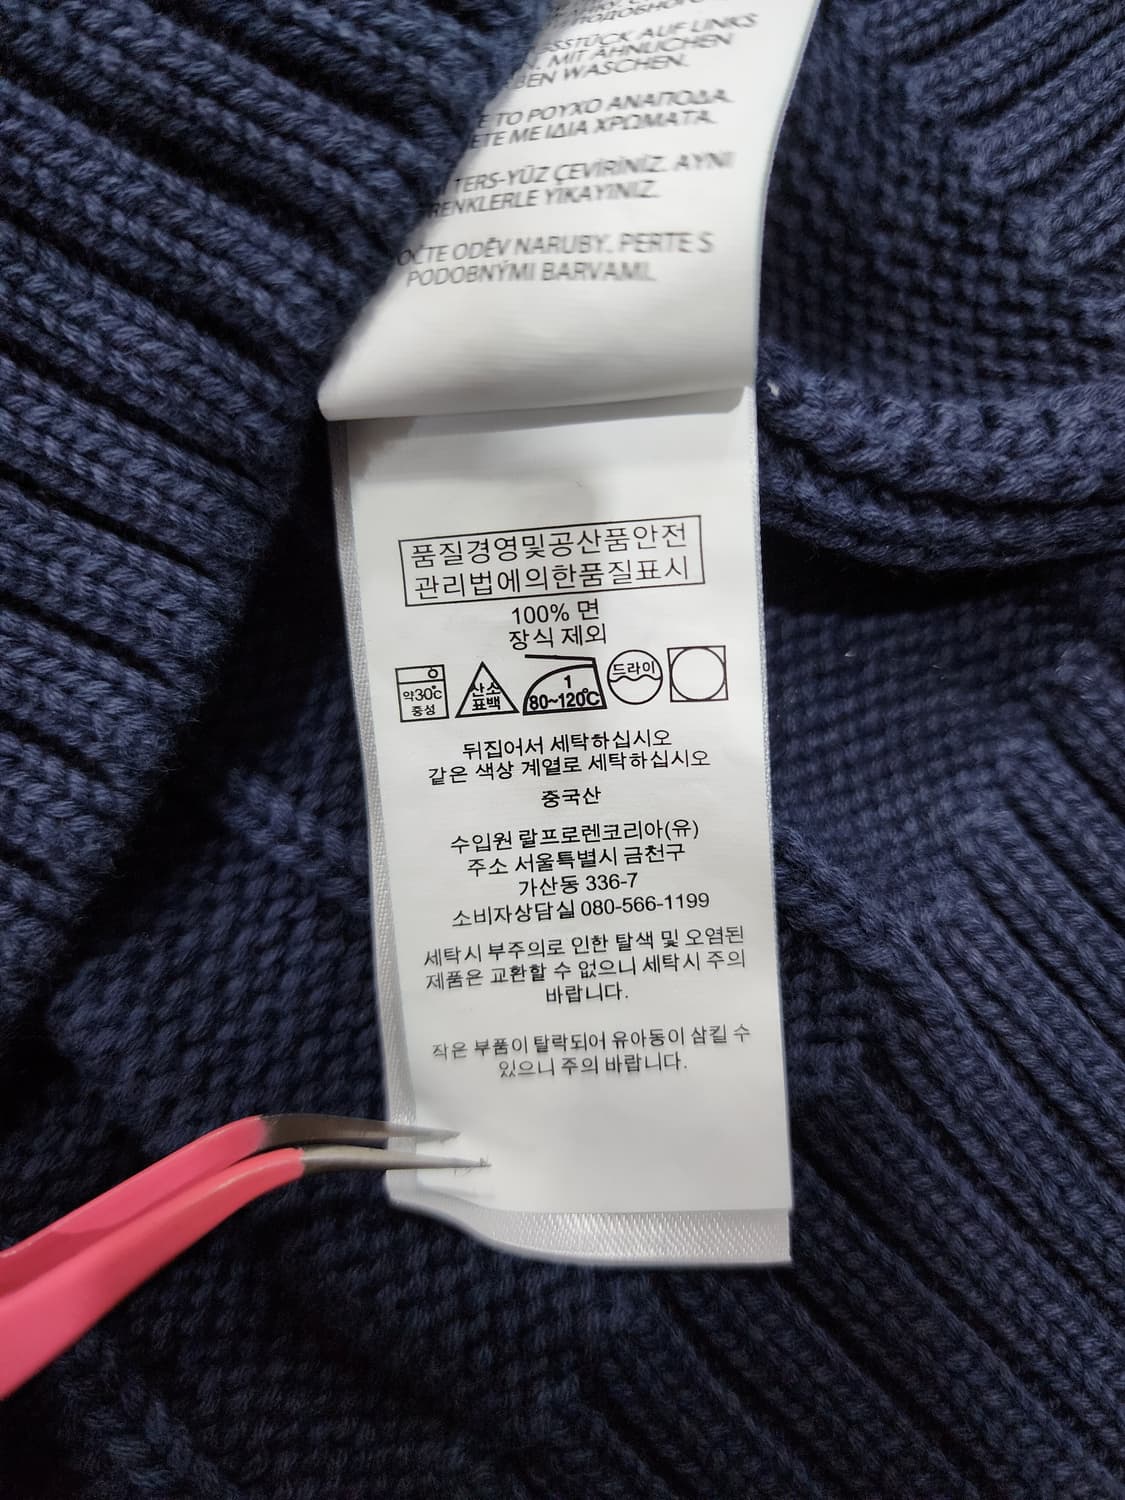 ПОДОБНОГО
SSTÜCK AUF LINKS
MIT ÄHNLICHEN
BEN WASCHEN.
ΤΟ ΡΟΥΧΟ ΑΝΑΠΟΔΑ.
ΕΤΕ ΜΕ ΙΔΙΑ ΧΡΩΜΑΤΑ.
TERS-YÜZ ÇEVİRİNİZ. AYNI
RENKLERLE YIKAYINIZ.
OČTE ODĚV NARUBY. PERTE S
PODOBNÝMI BARVAMI.
품질경영및공산품안전
관리법에의한품질표시
100% 면
장식 제외
약30℃
중성
산소
표백
1
80~120℃
드라이
뒤집어서 세탁하십시오
같은 색상 계열로 세탁하십시오
중국산
수입원 랄프로렌코리아(유)
주소 서울특별시 금천구
가산동 336-7
소비자상담실 080-566-1199
세탁시 부주의로 인한 탈색 및 오염된
제품은 교환할 수 없으니 세탁시 주의
바랍니다.
작은 부품이 탈락되어 유아동이 삼킬 수
있으니 주의 바랍니다.